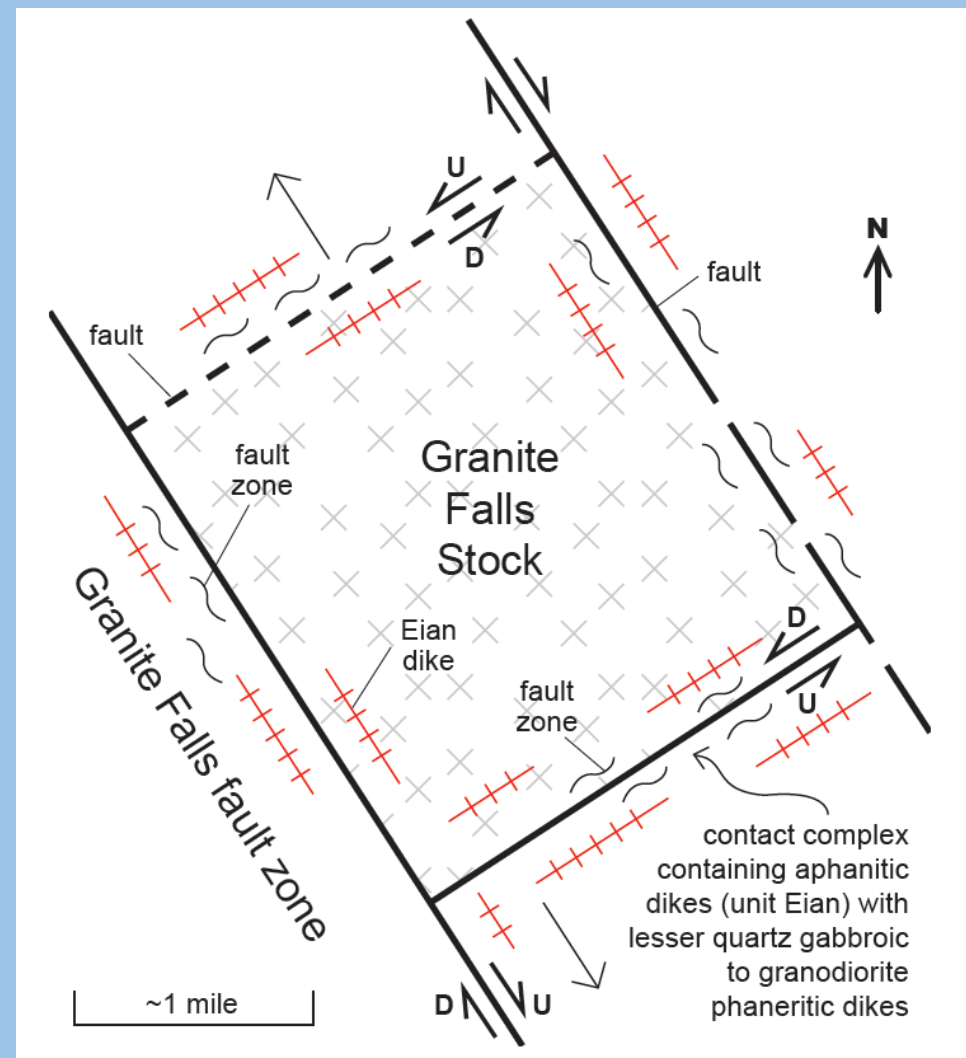 U
D
N
fault
fault
fault
zone
Granite
Falls
Stock
Granite Falls fault zone
Eian
dike
fault
zone
D
U
contact complex
containing aphanitic
dikes (unit Eian) with
lesser quartz gabbroic
to granodiorite
phaneritic dikes
~1 mile
D
U